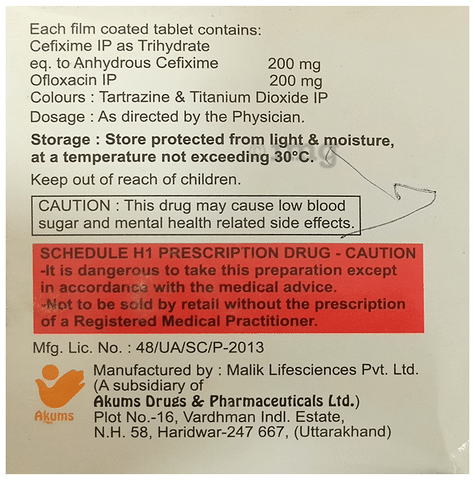 Each film coated tablet contains:
Cefixime IP as Trihydrate
eq. to Anhydrous Cefixime 200 mg
Ofloxacin IP 200 mg
Colours : Tartrazine & Titanium Dioxide IP
Dosage : As directed by the Physician.
Storage : Store protected from light & moisture,
at a temperature not exceeding 30°C.
Keep out of reach of children.
CAUTION : This drug may cause low blood
sugar and mental health related side effects.
SCHEDULE H1 PRESCRIPTION DRUG - CAUTION
-It is dangerous to take this preparation except
in accordance with the medical advice.
-Not to be sold by retail without the prescription
of a Registered Medical Practitioner.
Mfg. Lic. No. : 48/UA/SC/P-2013
Manufactured by : Malik Lifesciences Pvt. Ltd.
(A subsidiary of
Akums Drugs & Pharmaceuticals Ltd.)
Plot No.-16, Vardhman Indl. Estate,
N.H. 58, Haridwar-247 667, (Uttarakhand)
Akums